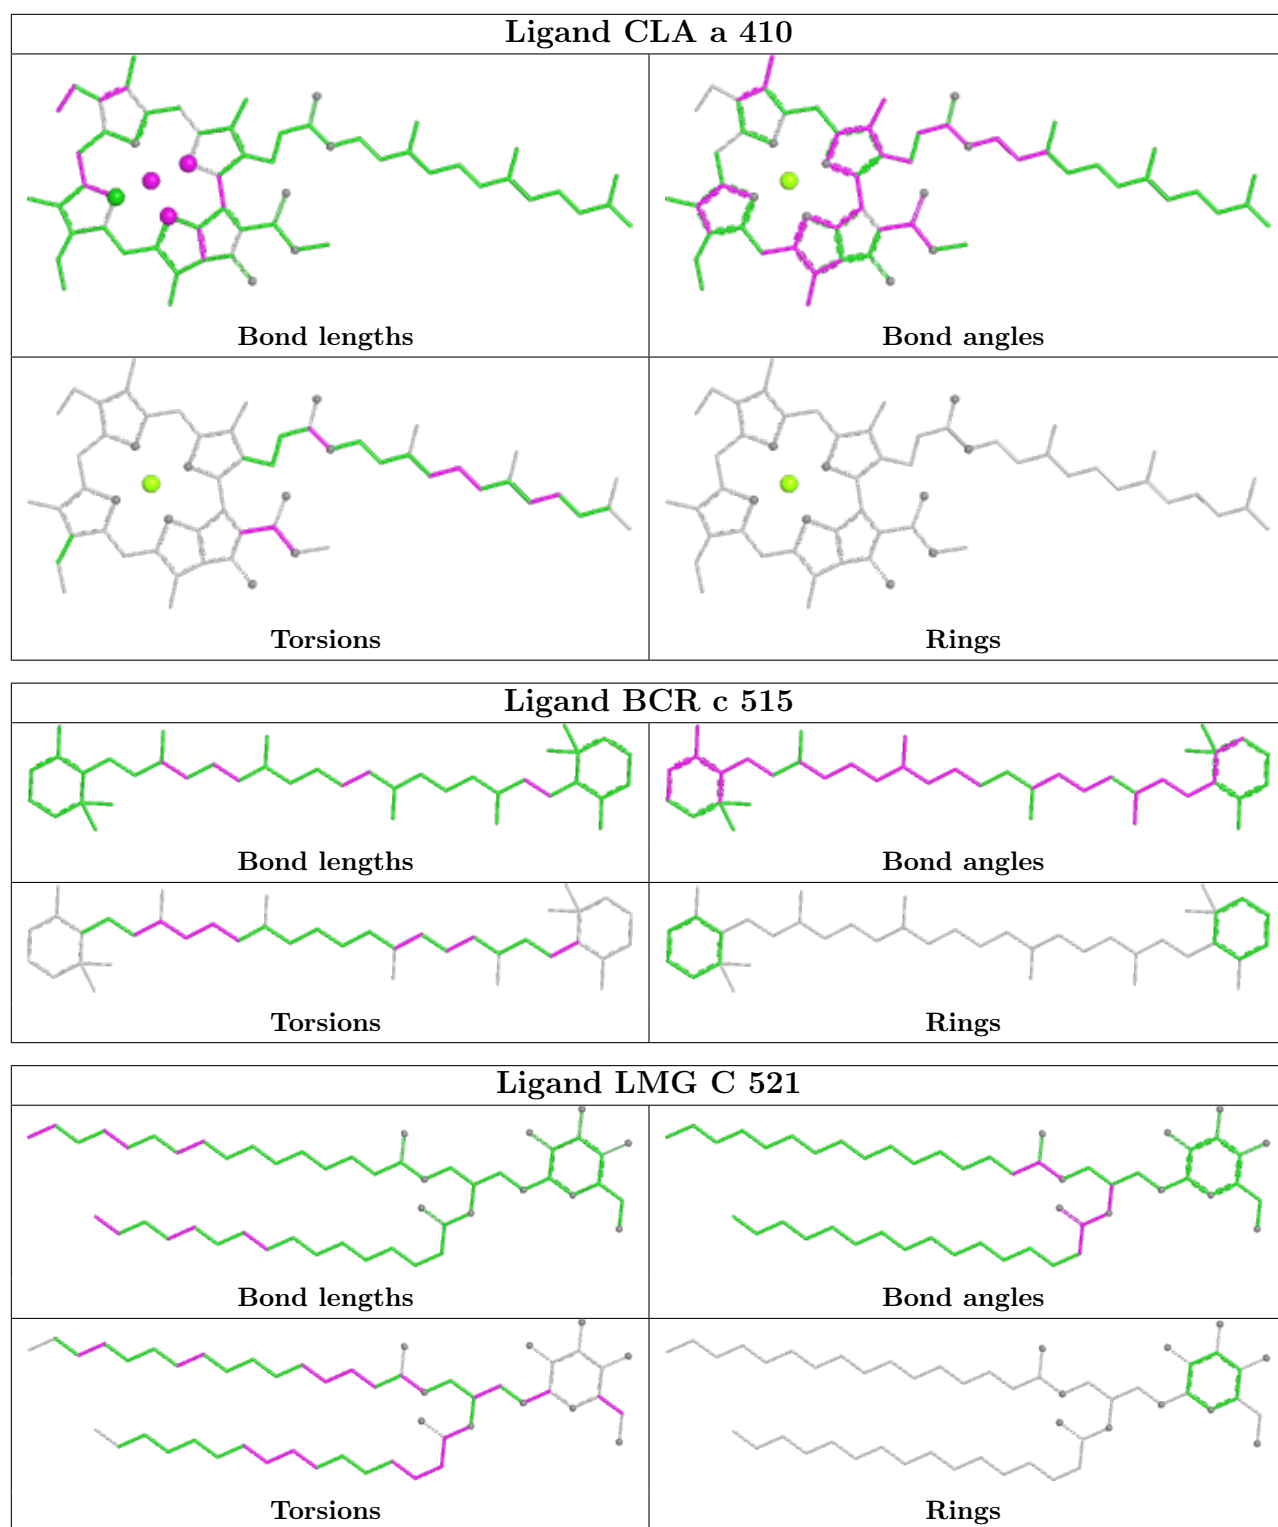 Ligand CLA a 410
Bond lengths
Bond angles
Torsions
Rings
Ligand BCR c 515
Bond lengths
Bond angles
Torsions
Rings
Ligand LMG C 521
Bond lengths
Bond angles
Torsions
Rings